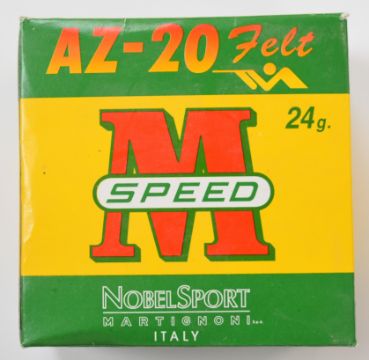 AZ-20 Felt
24g.
M
SPEED
NOBELSPORT
MARTIGNONI S.p.A.
ITALY